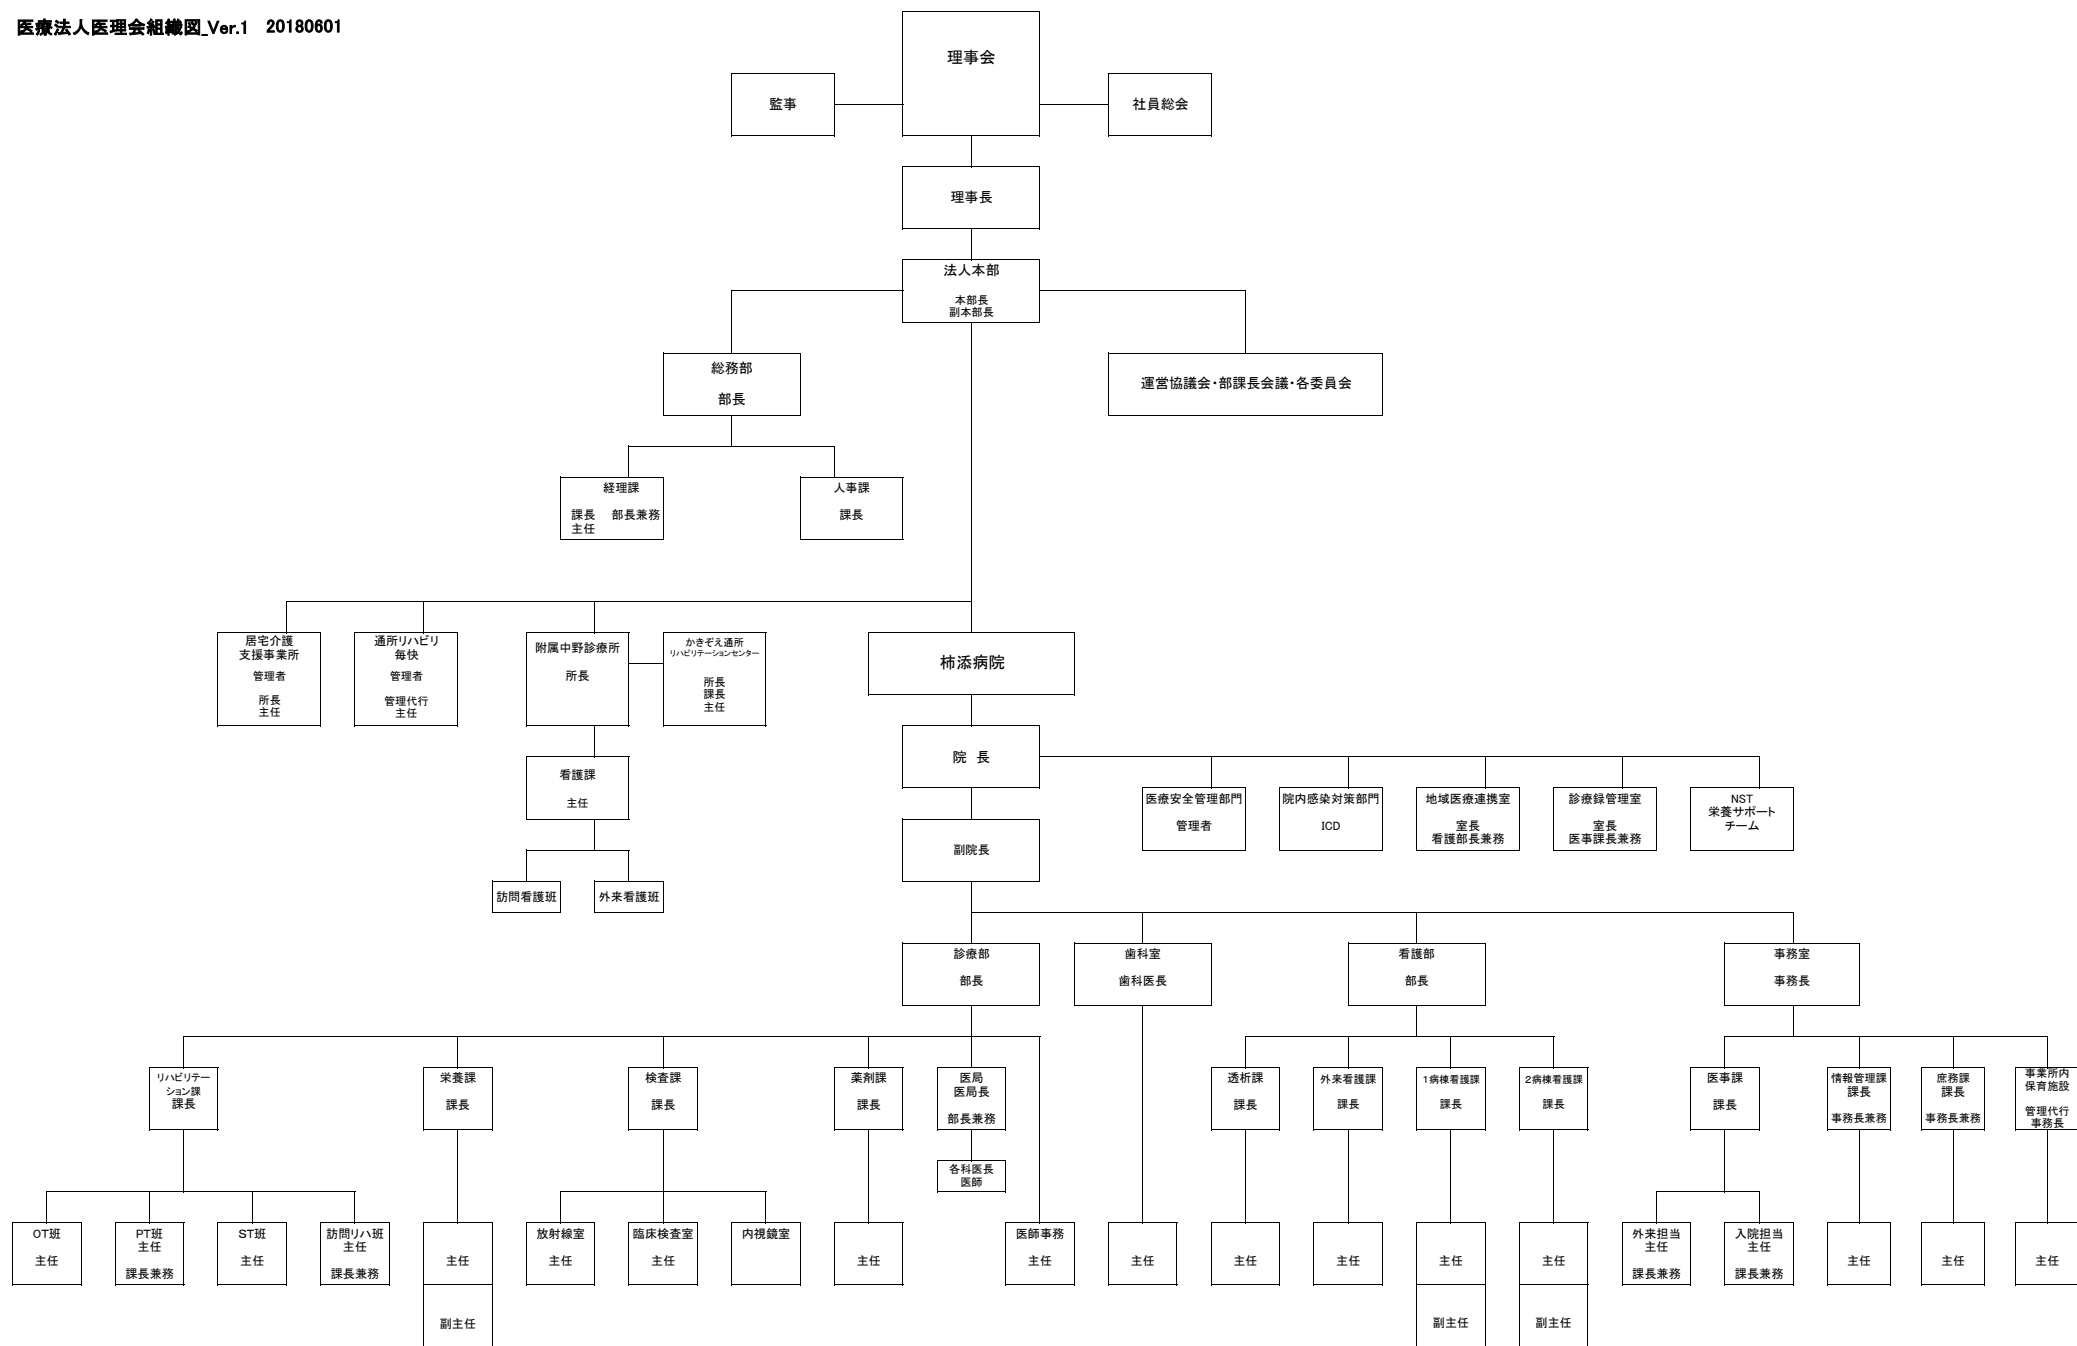 医療法人医理会組織図_Ver.1　20180601
理事会
監事
社員総会
理事長
法人本部
本部長
副本部長
総務部
部長
運営協議会・部課長会議・各委員会
経理課
課長　部長兼務
主任
人事課
課長
居宅介護
支援事業所
管理者
所長
主任
通所リハビリ
毎快
管理者
管理代行
主任
附属中野診療所
所長
かきぞえ通所
リハビリテーションセンター
所長
課長
主任
柿添病院
院　長
看護課
主任
医療安全管理部門
管理者
院内感染対策部門
ICD
地域医療連携室
室長
看護部長兼務
診療録管理室
室長
医事課長兼務
NST
栄養サポート
チーム
副院長
訪問看護班
外来看護班
診療部
部長
歯科室
歯科医長
看護部
部長
事務室
事務長
リハビリテー
ション課
課長
栄養課
課長
検査課
課長
薬剤課
課長
医局
医局長
部長兼務
透析課
課長
外来看護課
課長
1病棟看護課
課長
2病棟看護課
課長
医事課
課長
情報管理課
課長
事務長兼務
庶務課
課長
事務長兼務
事業所内
保育施設
管理代行
事務長
各科医長
医師
OT班
主任
PT班
主任
課長兼務
ST班
主任
訪問リハ班
主任
課長兼務
主任
放射線室
主任
臨床検査室
主任
内視鏡室
主任
医師事務
主任
主任
主任
主任
主任
主任
外来担当
主任
課長兼務
入院担当
主任
課長兼務
主任
主任
主任
副主任
副主任
副主任